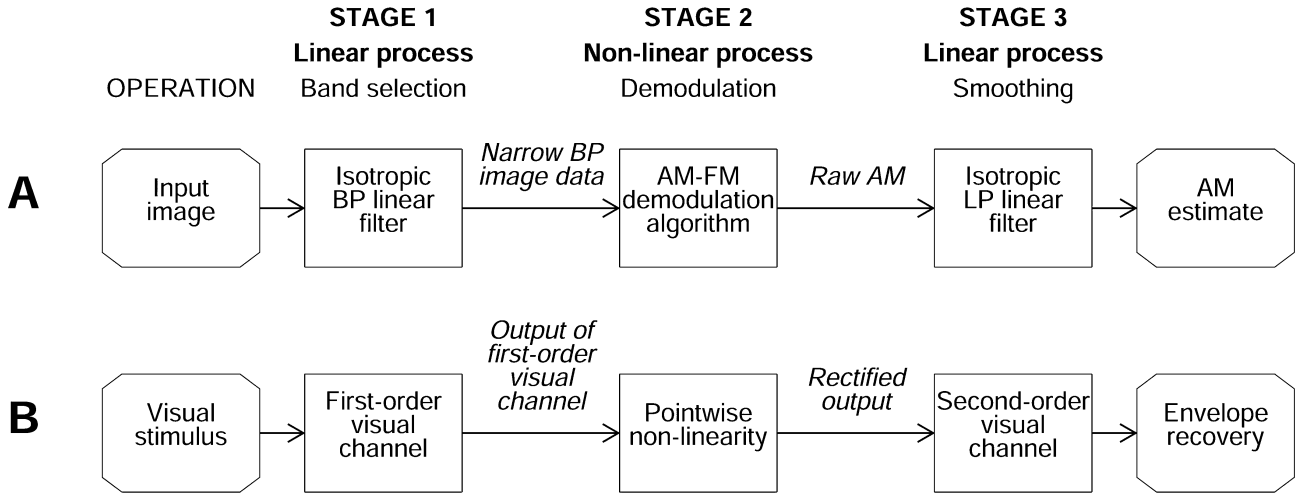 STAGE 1
Linear process
Band selection
STAGE 2
Non-linear process
Demodulation
STAGE 3
Linear process
Smoothing
OPERATION
A
Input
image
Isotropic
BP linear
filter
Narrow BP
image data
AM-FM
demodulation
algorithm
Raw AM
Isotropic
LP linear
filter
AM
estimate
B
Visual
stimulus
First-order
visual
channel
Output of
first-order
visual
channel
Pointwise
non-linearity
Rectified
output
Second-order
visual
channel
Envelope
recovery